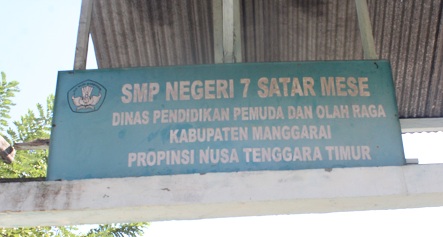 SMP NEGERI 7 SATAR MESE
DINAS PENDIDIKAN PEMUDA DAN OLAH RAGA
KABUPATEN MANGGARAI
PROPINSI NUSA TENGGARA TIMUR